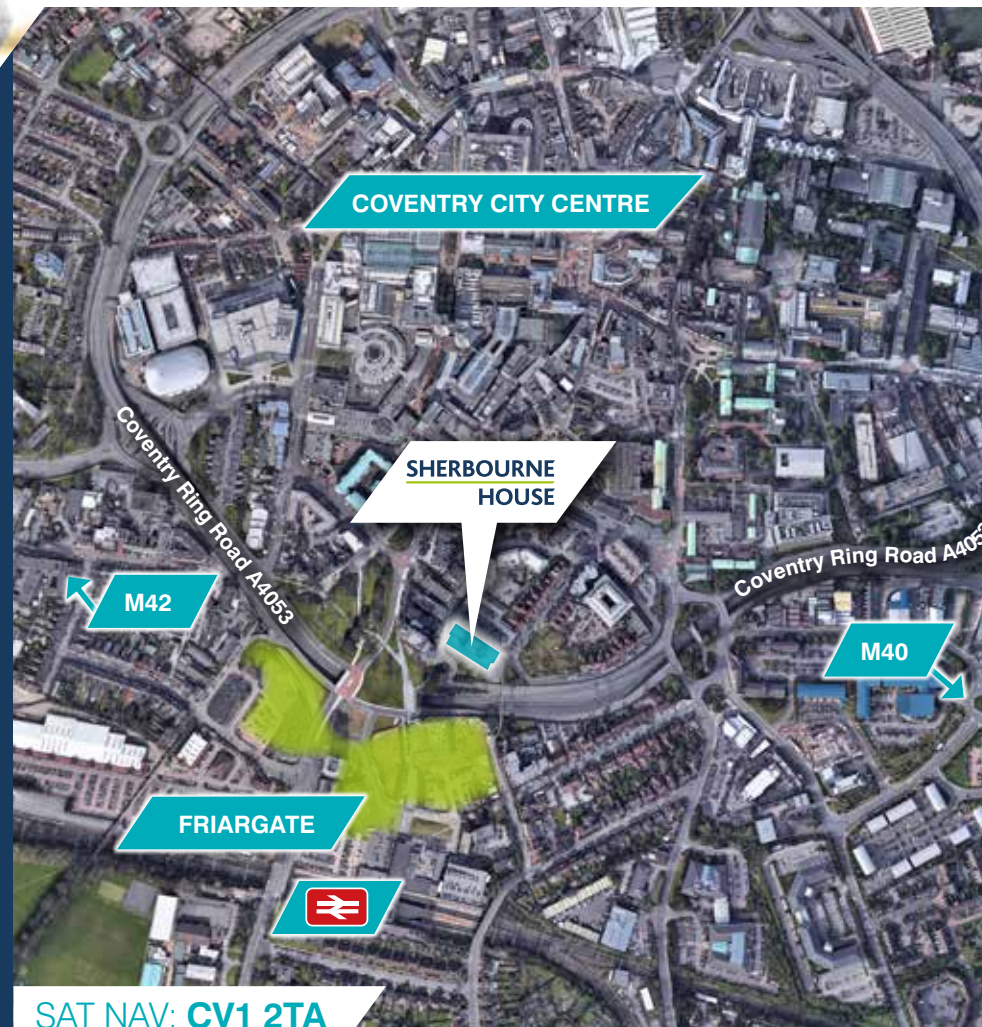 COVENTRY CITY CENTRE
SHERBOURNE
HOUSE
Coventry Ring Road A4053
Coventry Ring Road A4053
M42
M40
FRIARGATE
SAT NAV: CV1 2TA